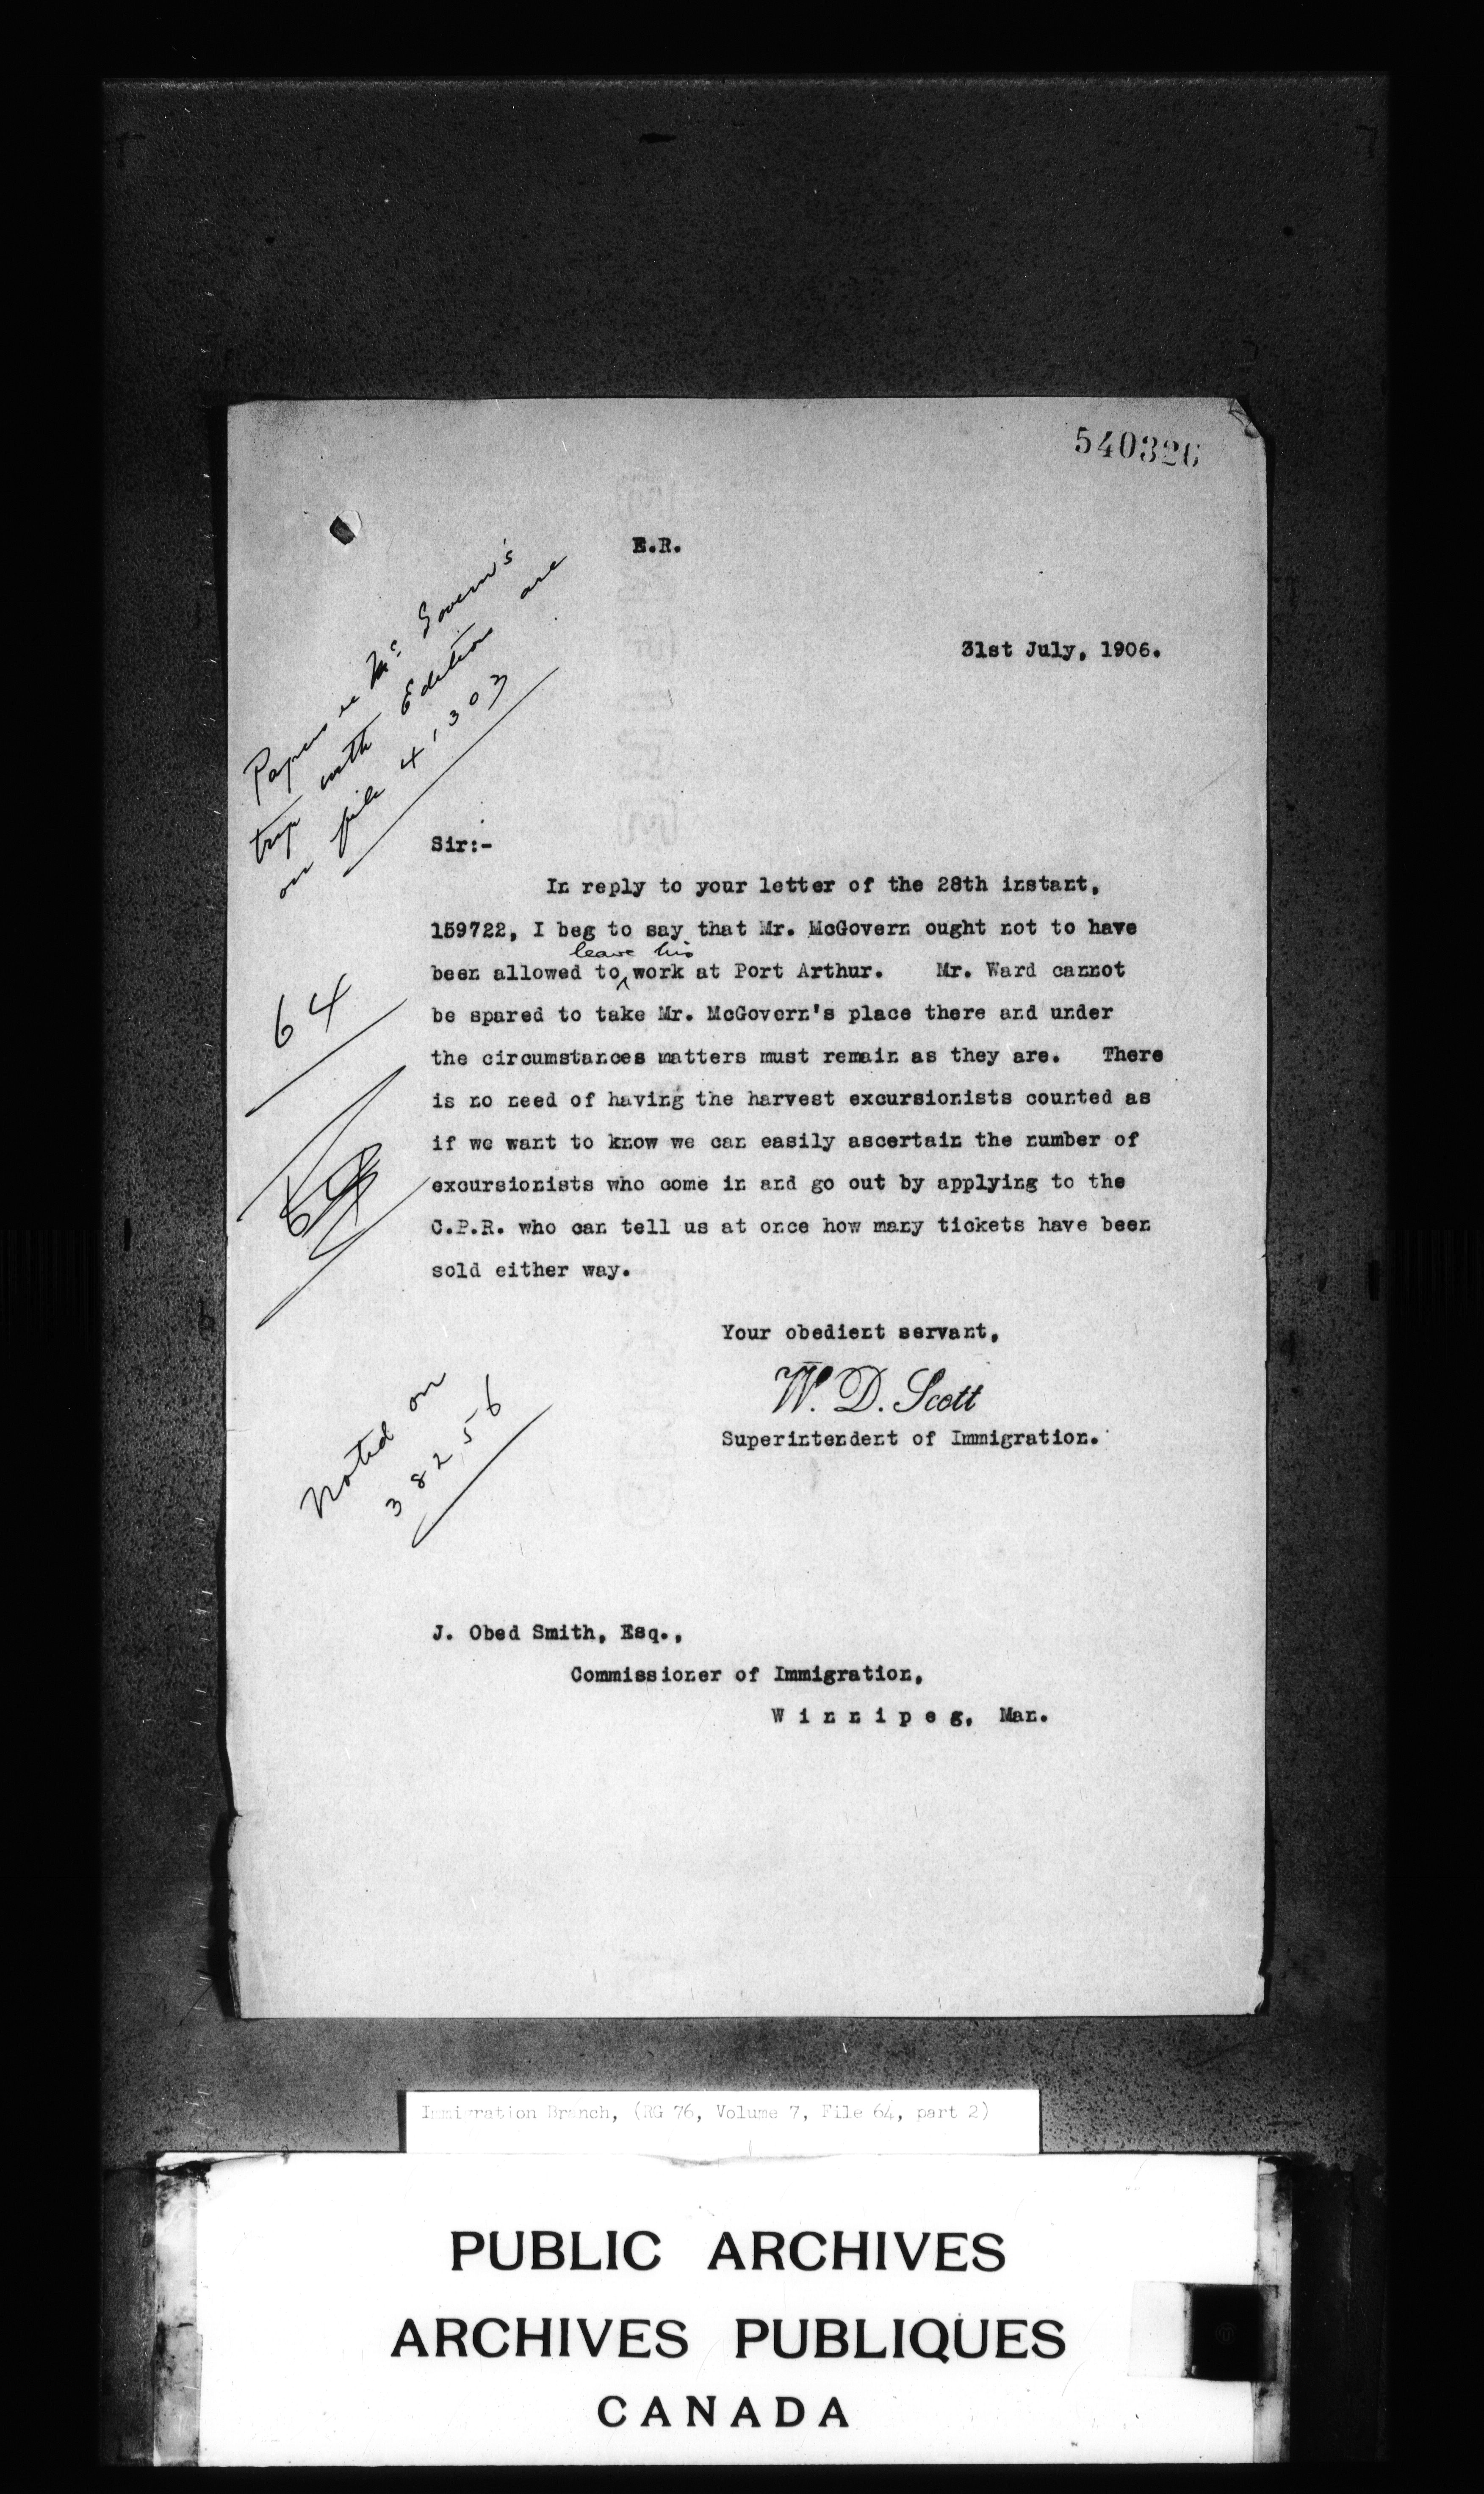 540326
E.R.
31st July, 1906.
Papers re Mc Govern's
trip with Editors are
on file 41303
Sir:-
In reply to your letter of the 28th instant,
159722, I beg to say that Mr. McGovern ought not to have
leave his
been allowed to work at Port Arthur. Mr. Ward cannot
be spared to take Mr. McGovern's place there and under
the circumstances matters must remain as they are. There
is no need of having the harvest excursionists counted as
if we want to know we can easily ascertain the number of
excursionists who come in and go out by applying to the
C.P.R. who can tell us at once how many tickets have been
sold either way.
64
Your obedient servant,
W. D. Scott
Superintendent of Immigration.
Noted on
38256
J. Obed Smith, Esq.,
Commissioner of Immigration,
W i n n i p e g, Man.
Immigration Branch, (RG 76, Volume 7, File 64, part 2)
PUBLIC ARCHIVES
ARCHIVES PUBLIQUES
CANADA